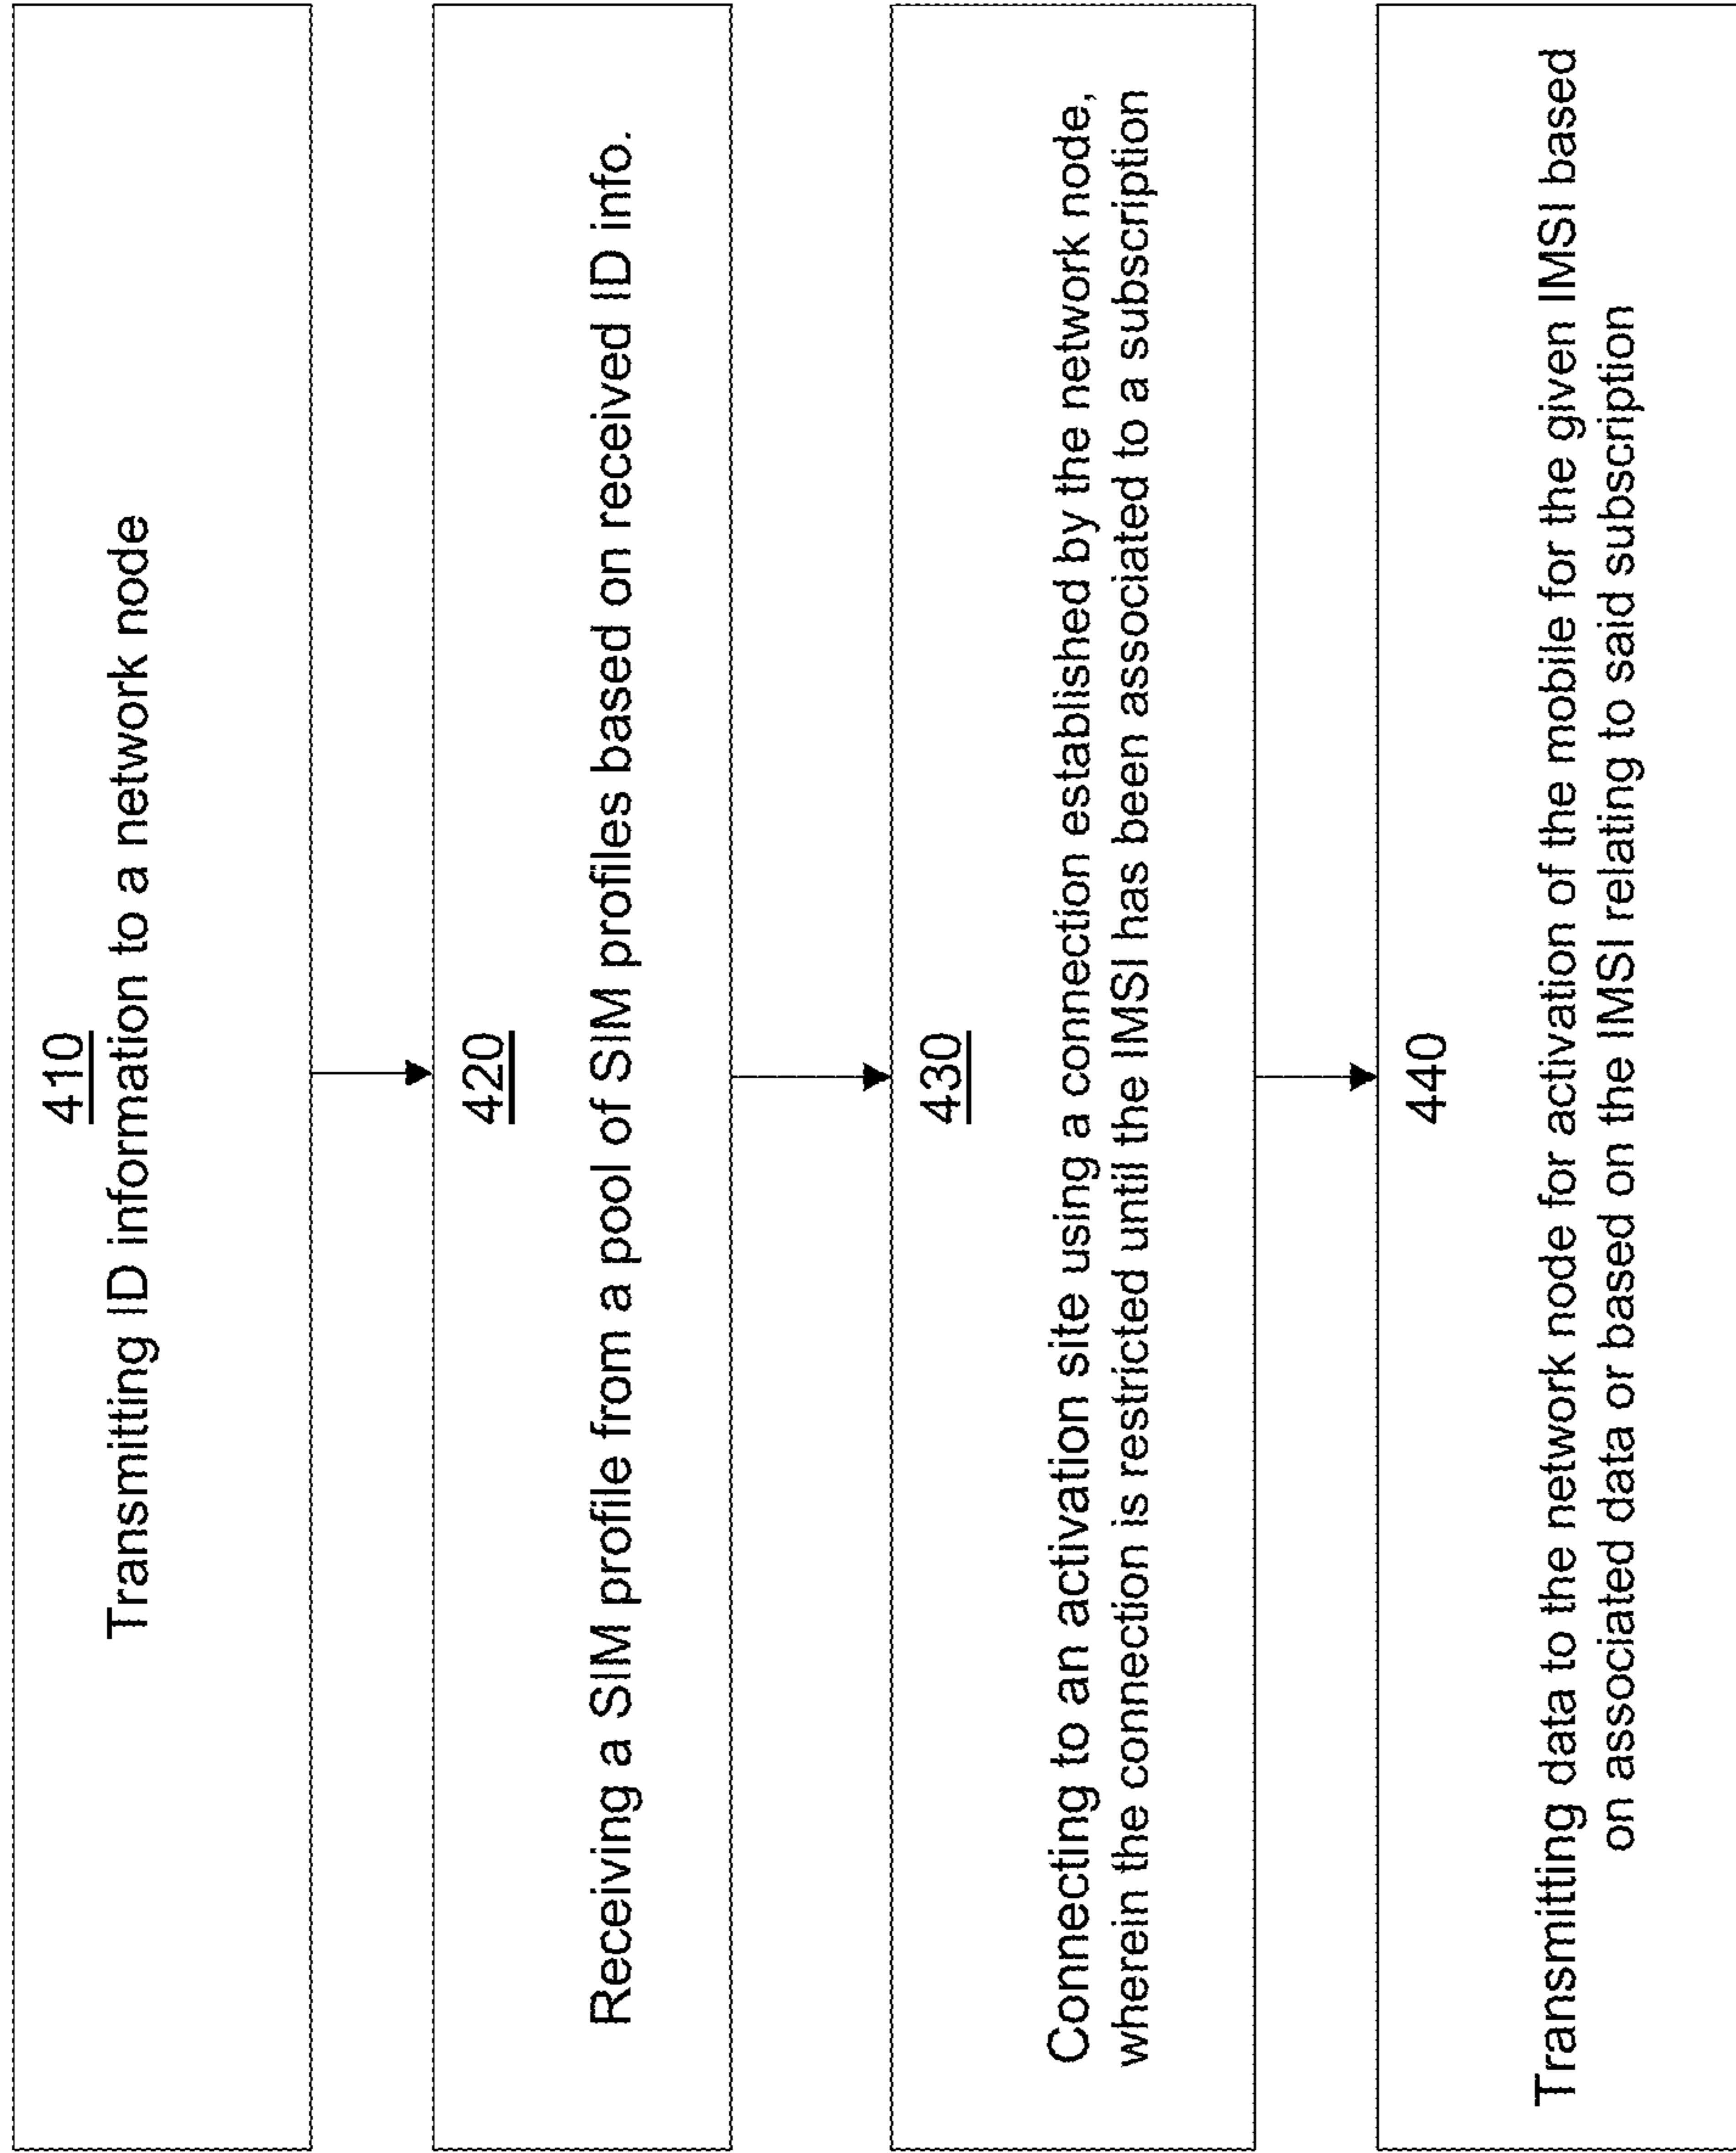 410
Transmitting ID information to a network node
420
Receiving a SIM profile from a pool of SIM profiles based on received ID info.
430
Connecting to an activation site using a connection established by the network node,
wherein the connection is restricted until the IMSI has been associated to a subscription
440
Transmitting data to the network node for activation of the mobile for the given IMSI based
on associated data or based on the IMSI relating to said subscription